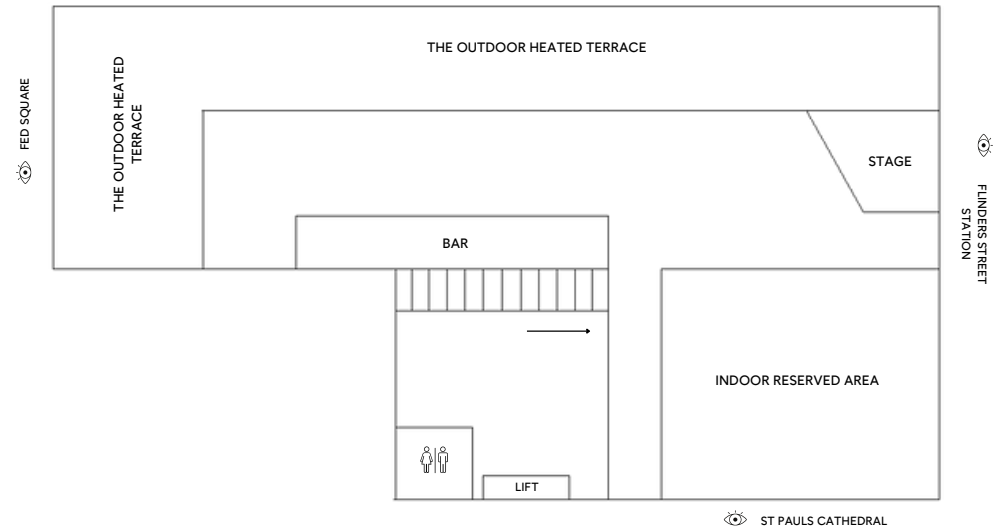 THE OUTDOOR HEATED TERRACE
THE OUTDOOR HEATED
TERRACE
FED SQUARE
STAGE
FLINDERS STREET
STATION
BAR
INDOOR RESERVED AREA
LIFT
ST PAULS CATHEDRAL